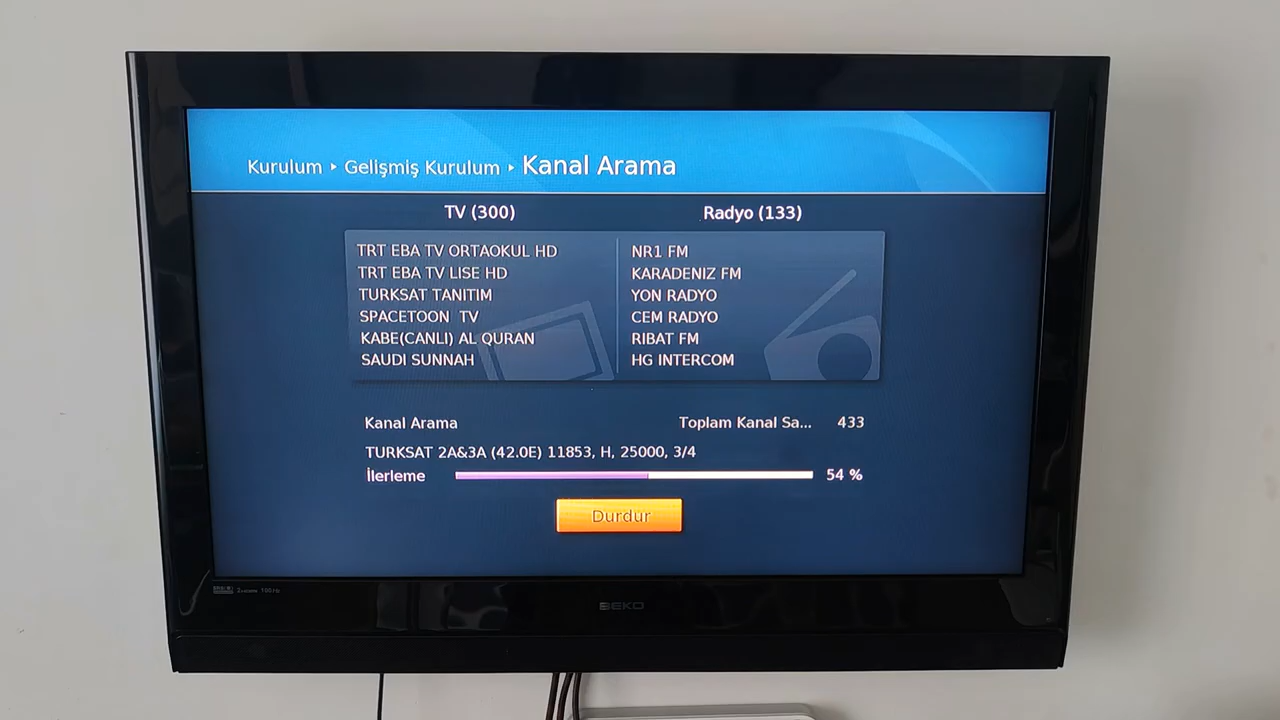 Kurulum ‣ Gelişmiş Kurulum ‣ Kanal Arama
TV (300)
Radyo (133)
TRT EBA TV ORTAOKUL HD
TRT EBA TV LISE HD
TURKSAT TANITIM
SPACETOON TV
KABE(CANLI) AL QURAN
SAUDI SUNNAH
NR1 FM
KARADENIZ FM
YON RADYO
CEM RADYO
RIBAT FM
HG INTERCOM
Kanal Arama
Toplam Kanal Sa... 433
TURKSAT 2A&3A (42.0E) 11853, H, 25000, 3/4
İlerleme 54 %
Durdur
100Hz
BEKO